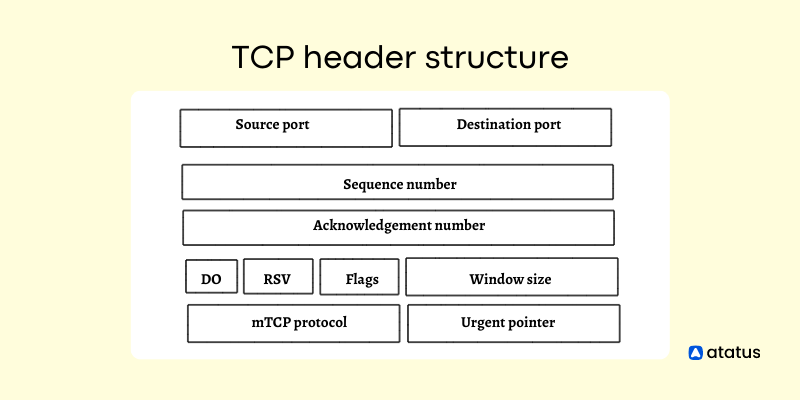 TCP header structure
Source port
Destination port
Sequence number
Acknowledgement number
DO
RSV
Flags
Window size
mTCP protocol
Urgent pointer
atatus